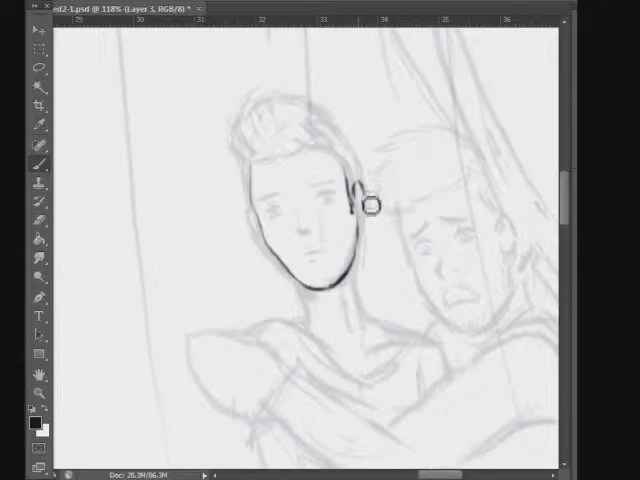 ed2-1.psd @ 118% (Layer 3, RGB/8) * ×
29 30 31 32 33 34 35 36
T
Doc: 28.3M/86.3M